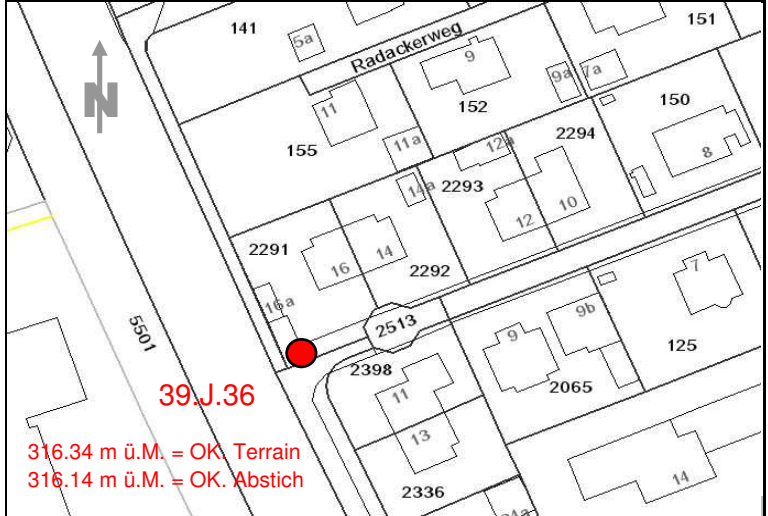 141
151
5a
Radackerweg
9
9a
7a
N
11
152
150
155
11a
12a
2294
8
14a
2293
12
10
2291
16
14
2292
16a
7
5501
2513
9
9b
125
2398
39.J.36
11
2065
13
316.34 m ü.M. = OK. Terrain
316.14 m ü.M. = OK. Abstich
2336
14